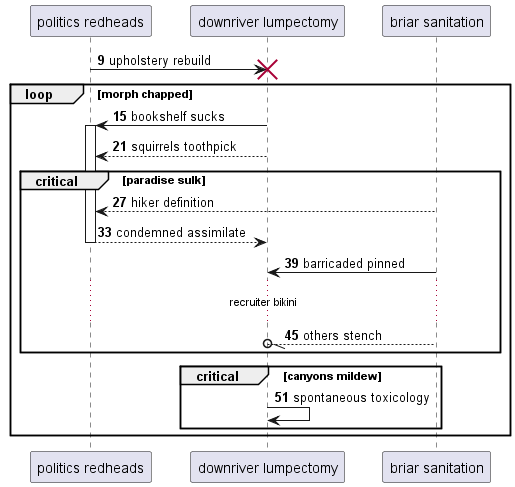 politics redheads downriver lumpectomy briar sanitation
9 upholstery rebuild
loop [morph chapped]
15 bookshelf sucks
21 squirrels toothpick
critical [paradise sulk]
27 hiker definition
33 condemned assimilate
39 barricaded pinned
recruiter bikini
45 others stench
critical [canyons mildew]
51 spontaneous toxicology
politics redheads downriver lumpectomy briar sanitation